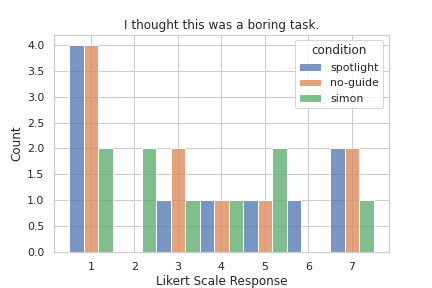 I thought this was a boring task.
condition
spotlight
no-guide
simon
4.0
3.5
3.0
2.5
2.0
1.5
1.0
0.5
0.0
Count
1 2 3 4 5 6 7
Likert Scale Response